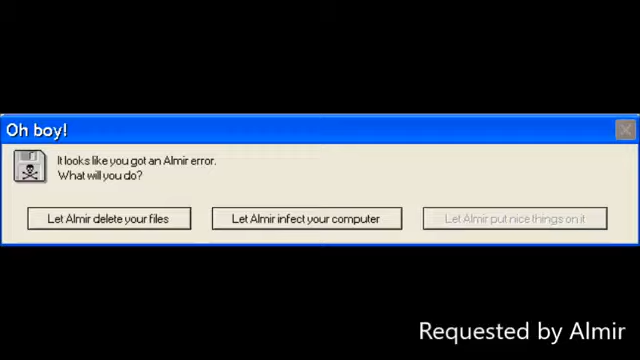 Oh boy!
It looks like you got an Almir error.
What will you do?
Let Almir delete your files
Let Almir infect your computer
Let Almir put nice things on it
Requested by Almir